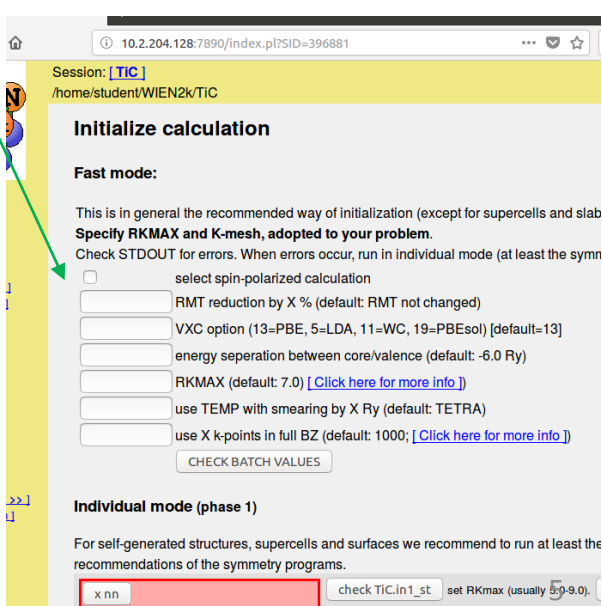 10.2.204.128:7890/index.pl?SID=396881
Session: [ TiC ]
/home/student/WIEN2k/TiC
N
Initialize calculation
Fast mode:
This is in general the recommended way of initialization (except for supercells and slab
Specify RKMAX and K-mesh, adopted to your problem.
Check STDOUT for errors. When errors occur, run in individual mode (at least the symm
select spin-polarized calculation
RMT reduction by X % (default: RMT not changed)
VXC option (13=PBE, 5=LDA, 11=WC, 19=PBEsol) [default=13]
energy seperation between core/valence (default: -6.0 Ry)
RKMAX (default: 7.0) [ Click here for more info ])
use TEMP with smearing by X Ry (default: TETRA)
use X k-points in full BZ (default: 1000; [ Click here for more info ])
CHECK BATCH VALUES
>> ]
Individual mode (phase 1)
For self-generated structures, supercells and surfaces we recommend to run at least the
recommendations of the symmetry programs.
x nn
check TiC.in1_st set RKmax (usually 5.0-9.0).
5